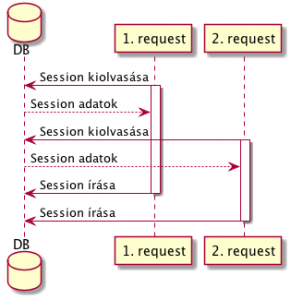 1. request 2. request
DB
Session kiolvasása
Session adatok
Session kiolvasása
Session adatok
Session írása
Session írása
DB
1. request 2. request